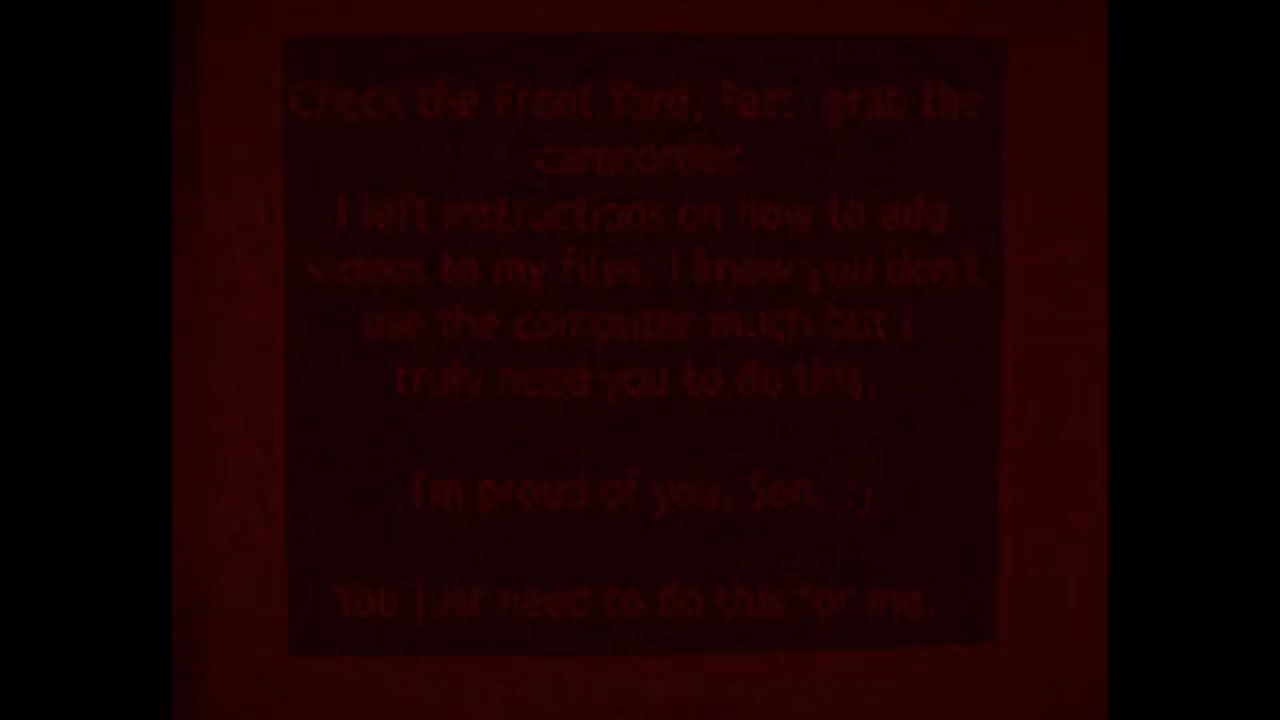 Check the Front Yard, grab the
camcorder
I left instructions on how to add
videos to my files. I know you don't
use the computer much but i
truly need you to do this.
I'm proud of you, Son. :)
You just need to do this for me.